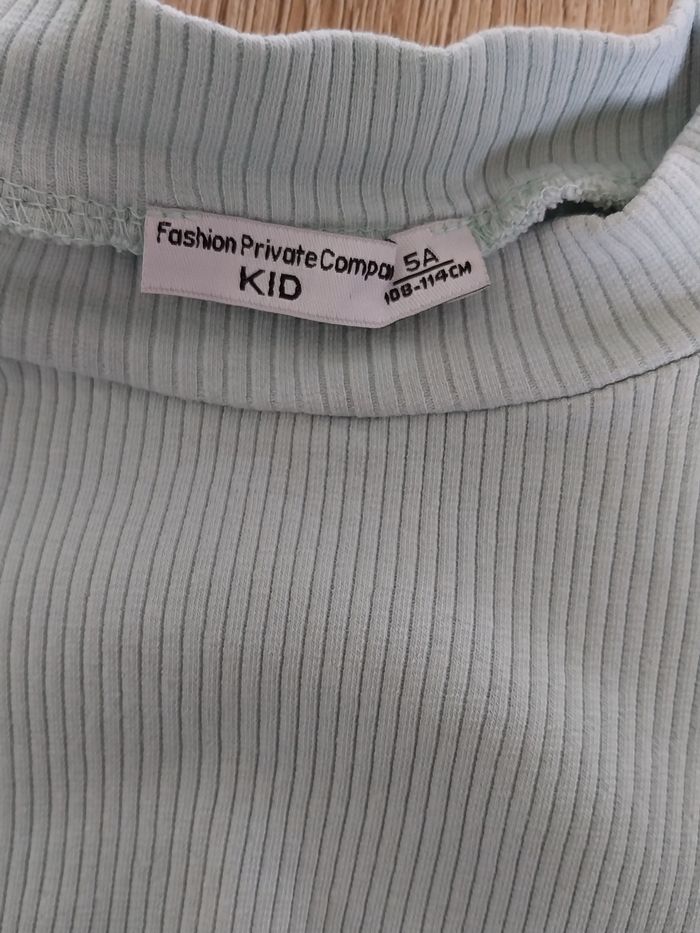 Fashion Private Compa
KID
5A
108-114CM